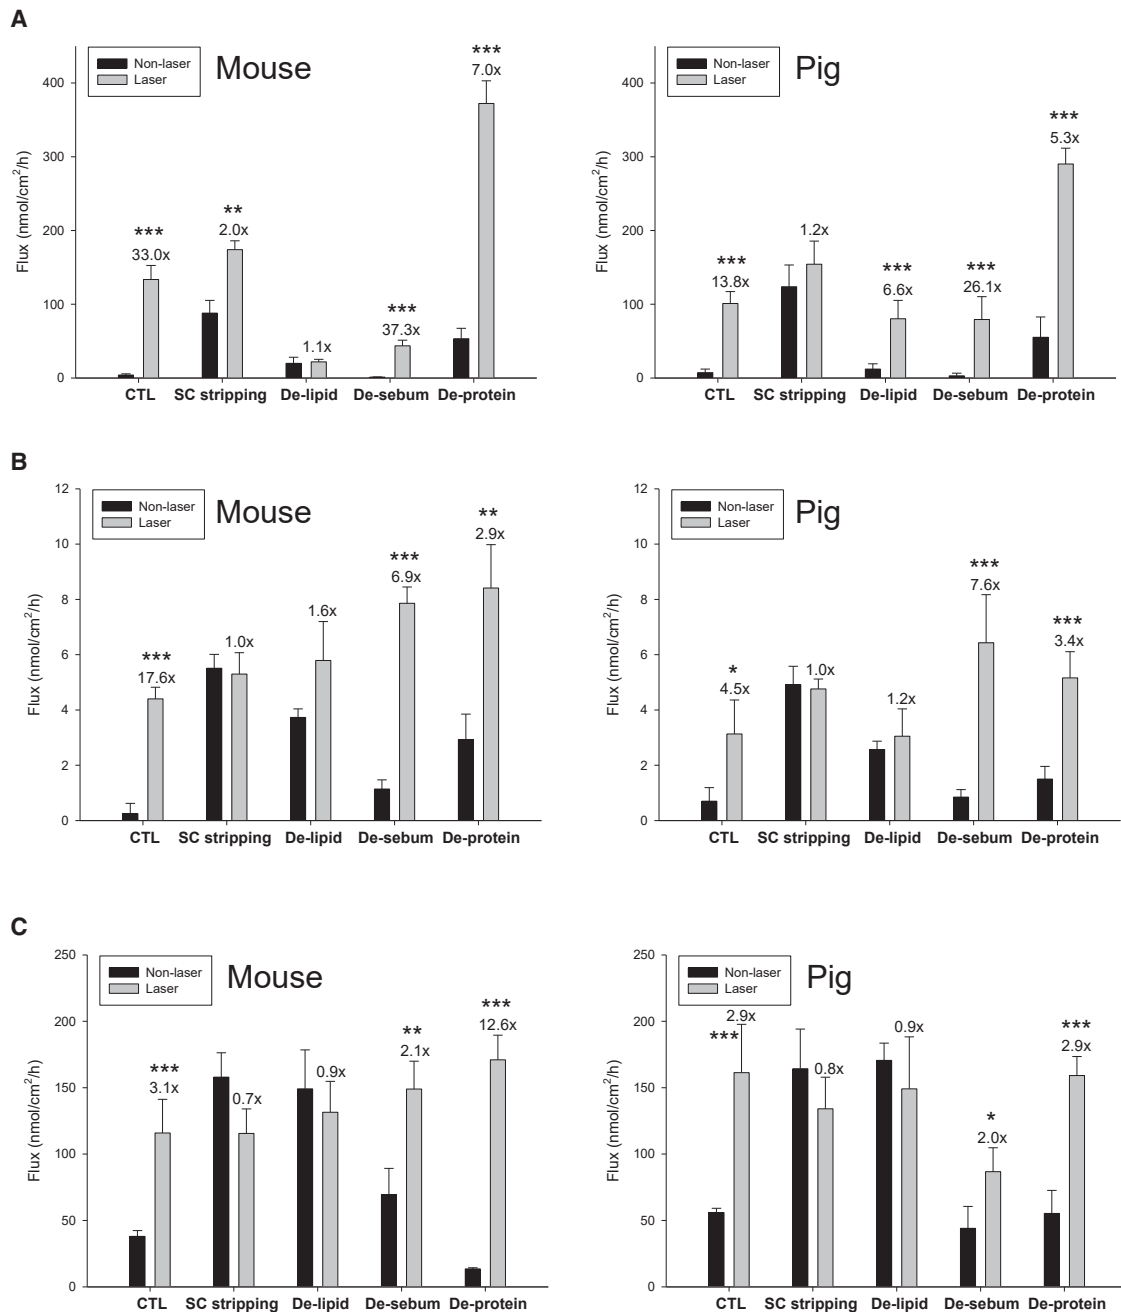 A
Non-laser
Laser
Mouse
Flux (nmol/cm²/h)
400
300
200
100
0
***
33.0x
**
2.0x
1.1x
***
37.3x
***
7.0x
CTL SC stripping De-lipid De-sebum De-protein
Non-laser
Laser
Pig
Flux (nmol/cm²/h)
400
300
200
100
0
***
13.8x
1.2x
***
6.6x
***
26.1x
***
5.3x
CTL SC stripping De-lipid De-sebum De-protein
B
Non-laser
Laser
Mouse
Flux (nmol/cm²/h)
12
10
8
6
4
2
0
***
17.6x
1.0x
1.6x
***
6.9x
**
2.9x
CTL SC stripping De-lipid De-sebum De-protein
Non-laser
Laser
Pig
Flux (nmol/cm²/h)
12
10
8
6
4
2
0
*
4.5x
1.0x
1.2x
***
7.6x
***
3.4x
CTL SC stripping De-lipid De-sebum De-protein
C
Non-laser
Laser
Mouse
Flux (nmol/cm²/h)
250
200
150
100
50
0
***
3.1x
0.7x
0.9x
**
2.1x
***
12.6x
CTL SC stripping De-lipid De-sebum De-protein
Non-laser
Laser
Pig
Flux (nmol/cm²/h)
250
200
150
100
50
0
2.9x
***
0.8x
0.9x
*
2.0x
***
2.9x
CTL SC stripping De-lipid De-sebum De-protein